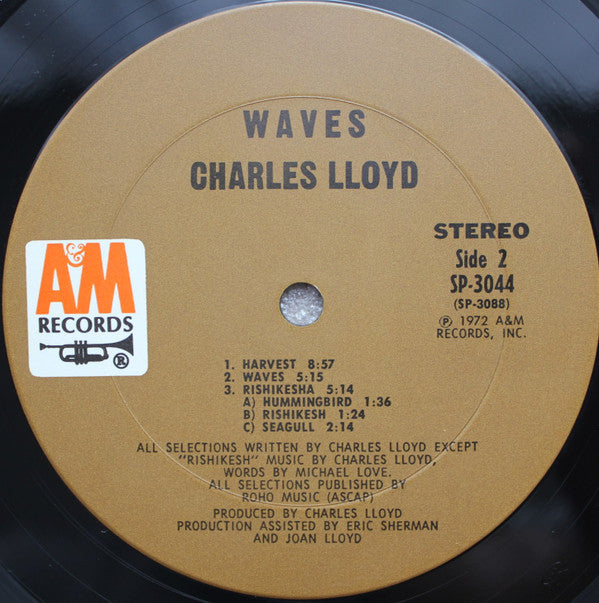 WAVES
CHARLES LLOYD
STEREO
Side 2
SP-3044
(SP-3088)
℗ 1972 A&M
RECORDS, INC.
A&M
RECORDS
®
1. HARVEST 8:57
2. WAVES 5:15
3. RISHIKESHA 5:14
A) HUMMINGBIRD 1:36
B) RISHIKESH 1:24
C) SEAGULL 2:14
ALL SELECTIONS WRITTEN BY CHARLES LLOYD EXCEPT
"RISHIKESH" MUSIC BY CHARLES LLOYD,
WORDS BY MICHAEL LOVE.
ALL SELECTIONS PUBLISHED BY
ROHO MUSIC (ASCAP)
PRODUCED BY CHARLES LLOYD
PRODUCTION ASSISTED BY ERIC SHERMAN
AND JOAN LLOYD